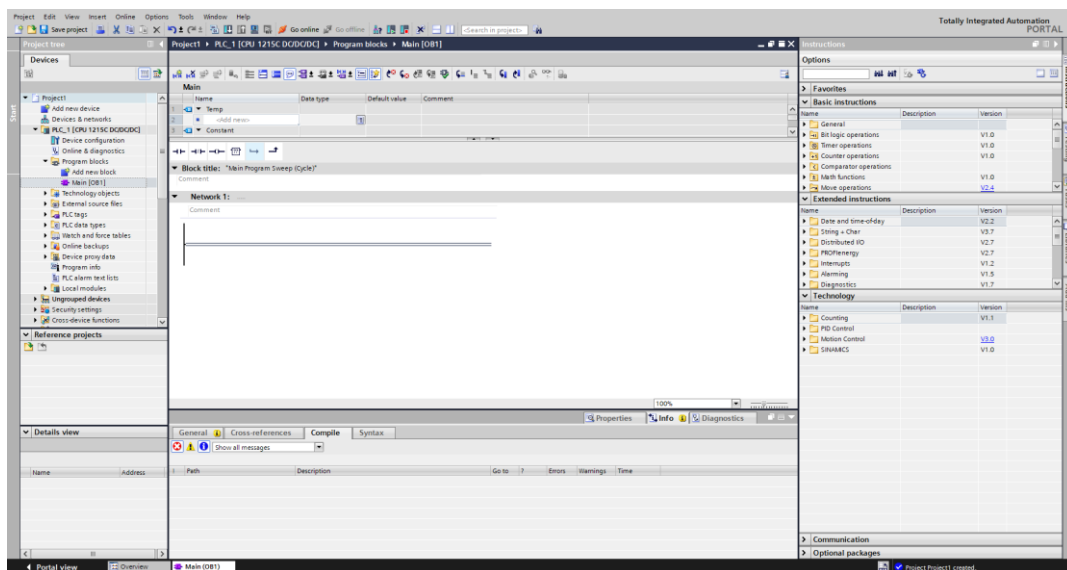 Project Edit View Insert Online Options Tools Window Help
Totally Integrated Automation
PORTAL
Save project
Go online
Go offline
<Search in project>
Project tree
Devices
Project1
Add new device
Devices & networks
PLC_1 [CPU 1215C DC/DC/DC]
Device configuration
Online & diagnostics
Program blocks
Add new block
Main [OB1]
Technology objects
External source files
PLC tags
PLC data types
Watch and force tables
Online backups
Device proxy data
Program info
PLC alarm text lists
Local modules
Ungrouped devices
Security settings
Cross-device functions
Reference projects
Details view
Name Address
Start
Project1 PLC_1 [CPU 1215C DC/DC/DC] Program blocks Main [OB1]
Main
Name Data type Default value Comment
1 Temp
2 <Add new>
3 Constant
Block title: "Main Program Sweep (Cycle)"
Comment
Network 1: ....
Comment
100%
Properties Info Diagnostics
General Cross-references Compile Syntax
Show all messages
! Path Description Go to ? Errors Warnings Time
Instructions
Options
Favorites
Basic instructions
Name Description Version
General
Bit logic operations V1.0
Timer operations V1.0
Counter operations V1.0
Comparator operations
Math functions V1.0
Move operations V2.4
Extended instructions
Name Description Version
Date and time-of-day V2.2
String + Char V3.7
Distributed I/O V2.7
PROFIenergy V2.7
Interrupts V1.2
Alarming V1.5
Diagnostics V1.7
Technology
Name Description Version
Counting V1.1
PID Control
Motion Control V3.0
SINAMICS V1.0
Communication
Optional packages
Portal view
Overview
Main (OB1)
Project Project1 created.